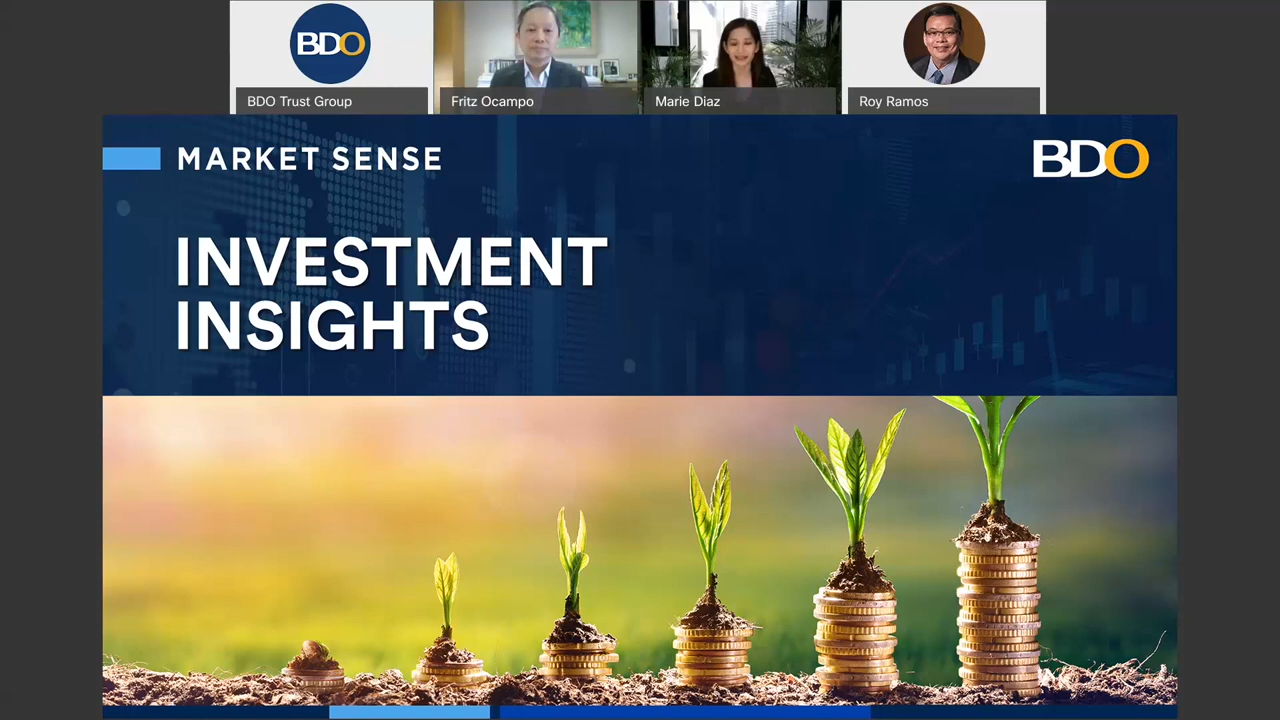 BDO
BDO Trust Group
Fritz Ocampo
Marie Diaz
Roy Ramos
MARKET SENSE
BDO
INVESTMENT
INSIGHTS